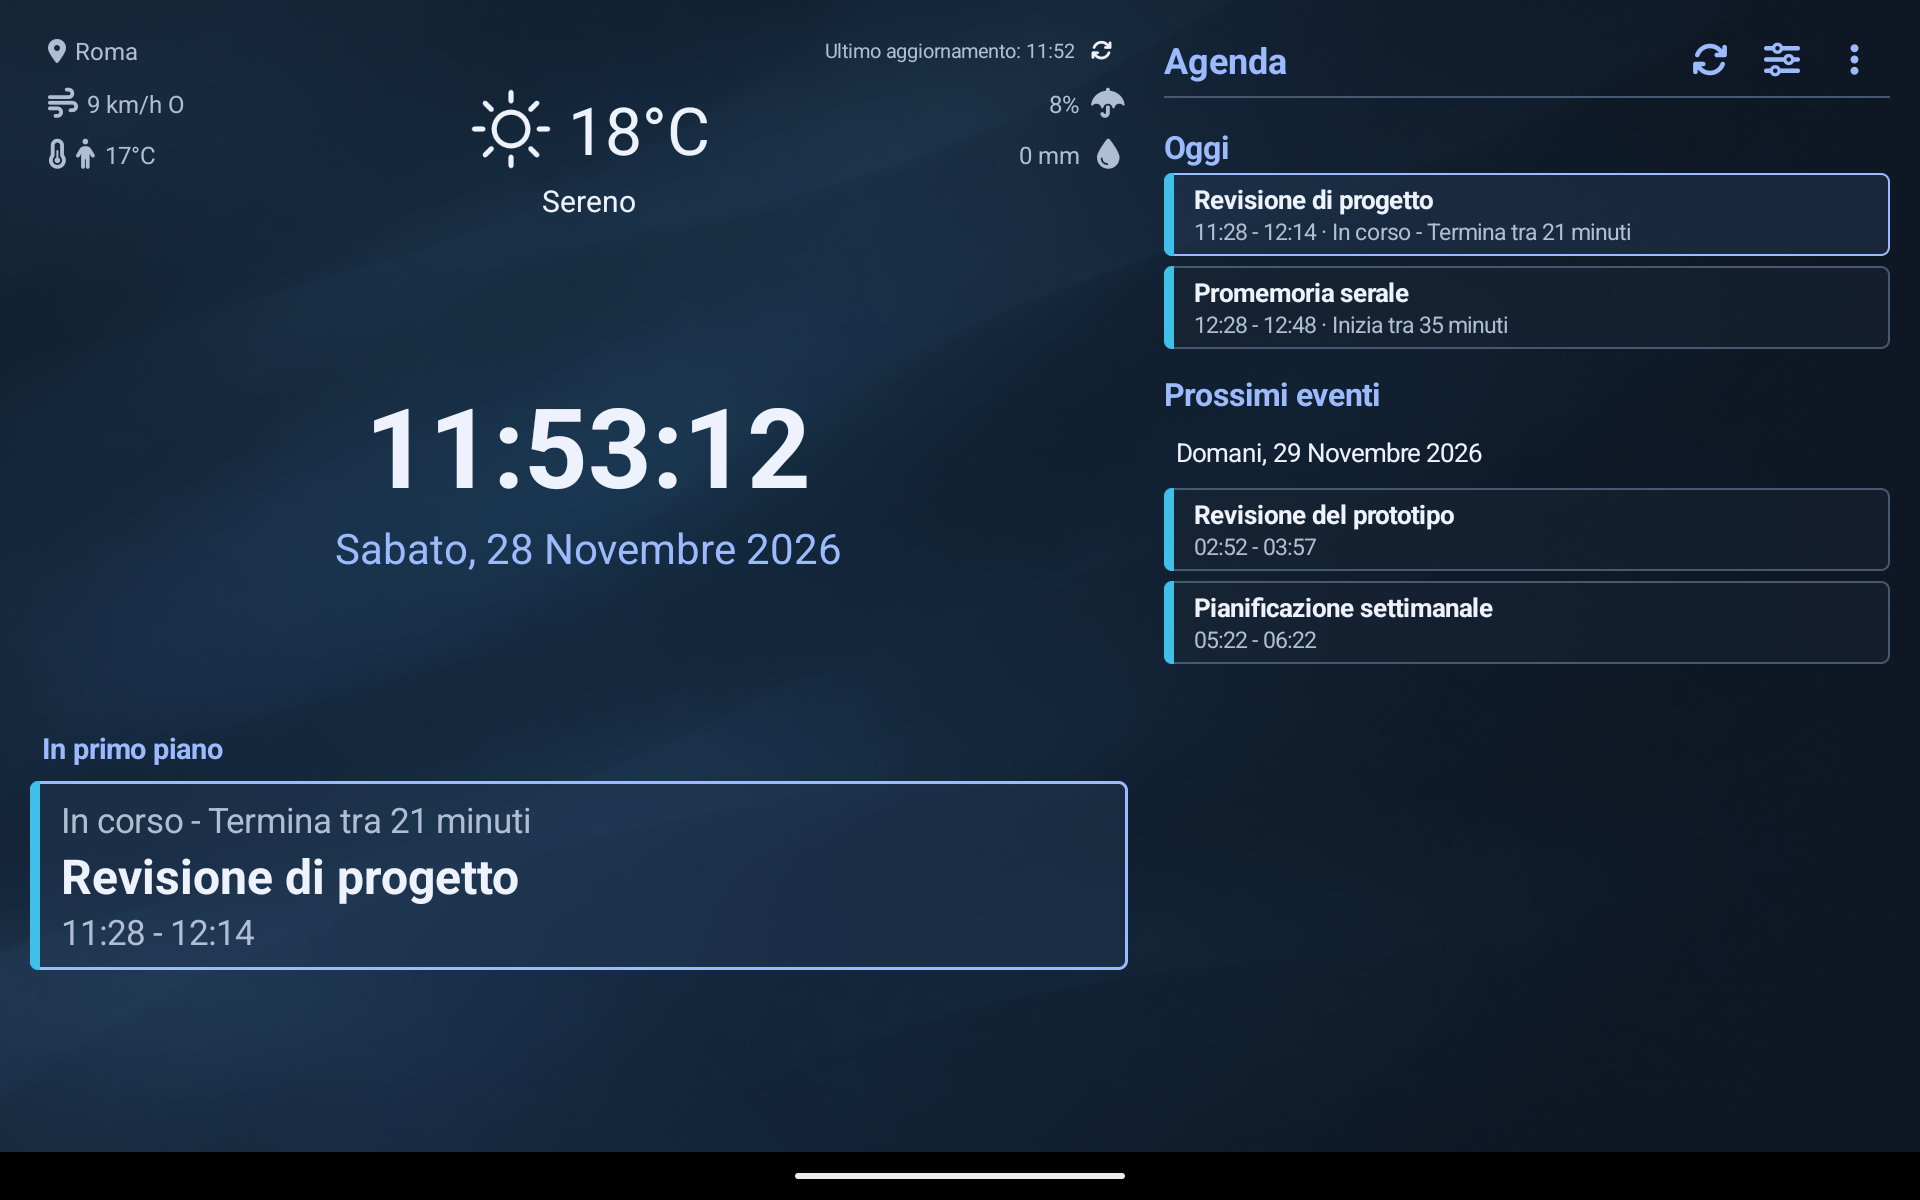 Roma
9 km/h O
17°C
18°C
Sereno
Ultimo aggiornamento: 11:52
8%
0 mm
11:53:12
Sabato, 28 Novembre 2026
In primo piano
In corso - Termina tra 21 minuti
Revisione di progetto
11:28 - 12:14
Agenda
Oggi
Revisione di progetto
11:28 - 12:14 · In corso - Termina tra 21 minuti
Promemoria serale
12:28 - 12:48 · Inizia tra 35 minuti
Prossimi eventi
Domani, 29 Novembre 2026
Revisione del prototipo
02:52 - 03:57
Pianificazione settimanale
05:22 - 06:22